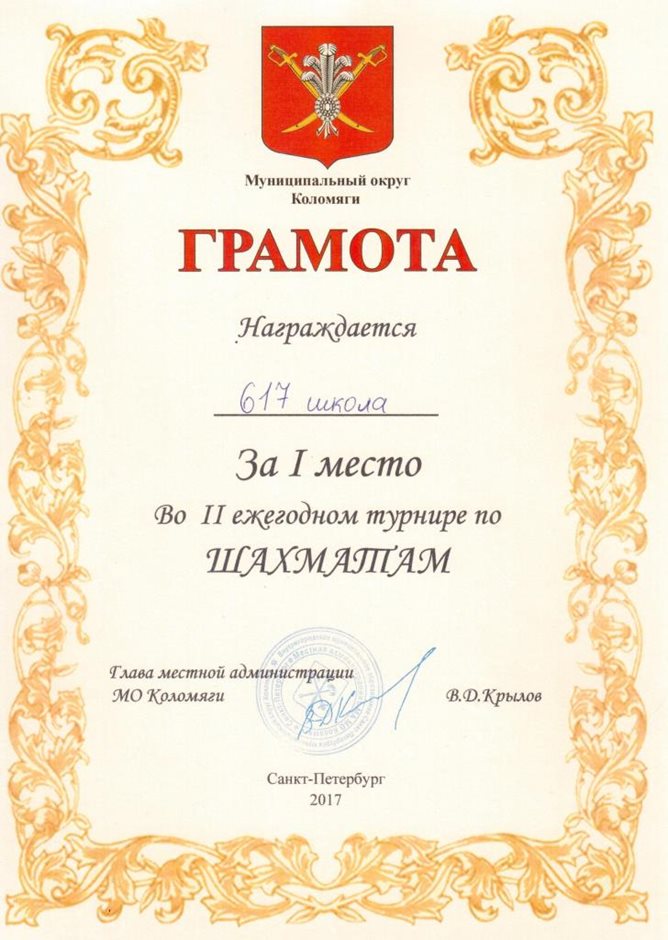 Муниципальный округ
Коломяги
ГРАМОТА
Награждается
617 школа
За I место
Во II ежегодном турнире по
ШАХМАТАМ
Глава местной администрации
МО Коломяги
В.Д.Крылов
Санкт-Петербург
2017